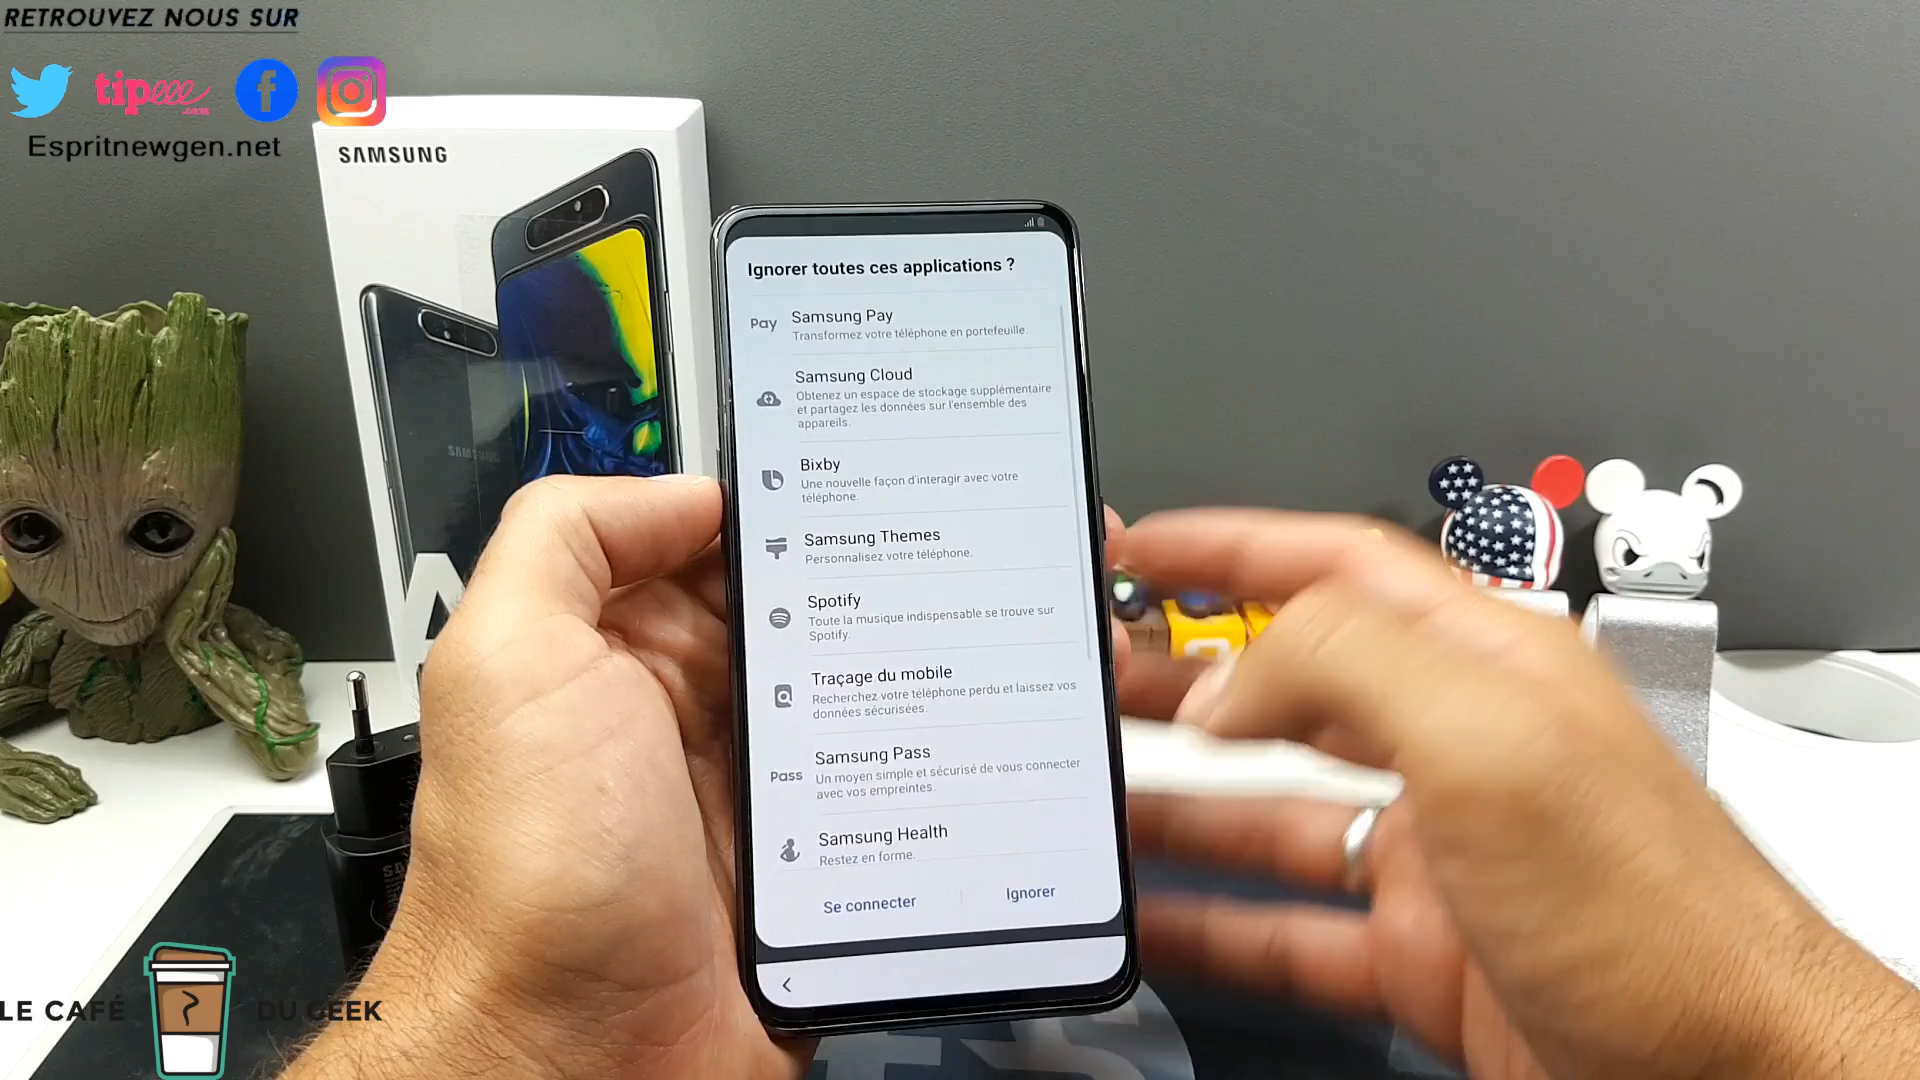 RETROUVEZ NOUS SUR
tipeee
.com
Espritnewgen.net
SAMSUNG
SAMSUNG
A
Ignorer toutes ces applications ?
Pay
Samsung Pay
Transformez votre téléphone en portefeuille.
Samsung Cloud
Obtenez un espace de stockage supplémentaire
et partagez les données sur l'ensemble des
appareils.
Bixby
Une nouvelle façon d'interagir avec votre
téléphone.
Samsung Themes
Personnalisez votre téléphone.
Spotify
Toute la musique indispensable se trouve sur
Spotify.
Traçage du mobile
Recherchez votre téléphone perdu et laissez vos
données sécurisées.
Pass
Samsung Pass
Un moyen simple et sécurisé de vous connecter
avec vos empreintes.
Samsung Health
Restez en forme.
Se connecter
Ignorer
LE CAFÉ
DU GEEK